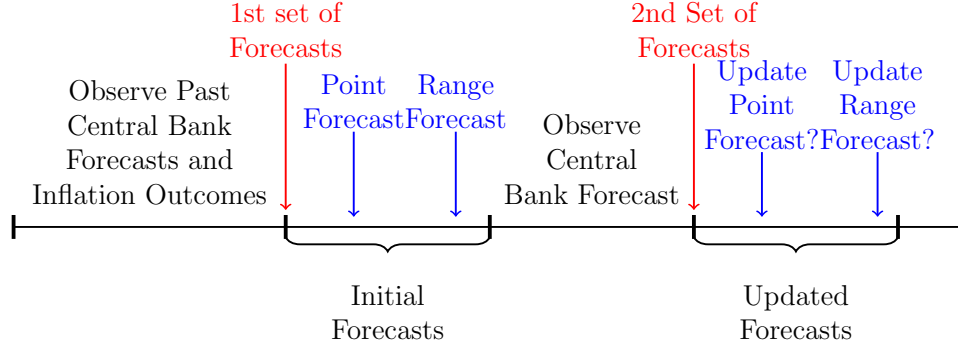 1st set of
Forecasts
2nd Set of
Forecasts
Observe Past
Central Bank
Forecasts and
Inflation Outcomes
Point
Forecast
Range
Forecast
Observe
Central
Bank Forecast
Update
Point
Forecast?
Update
Range
Forecast?
Initial
Forecasts
Updated
Forecasts